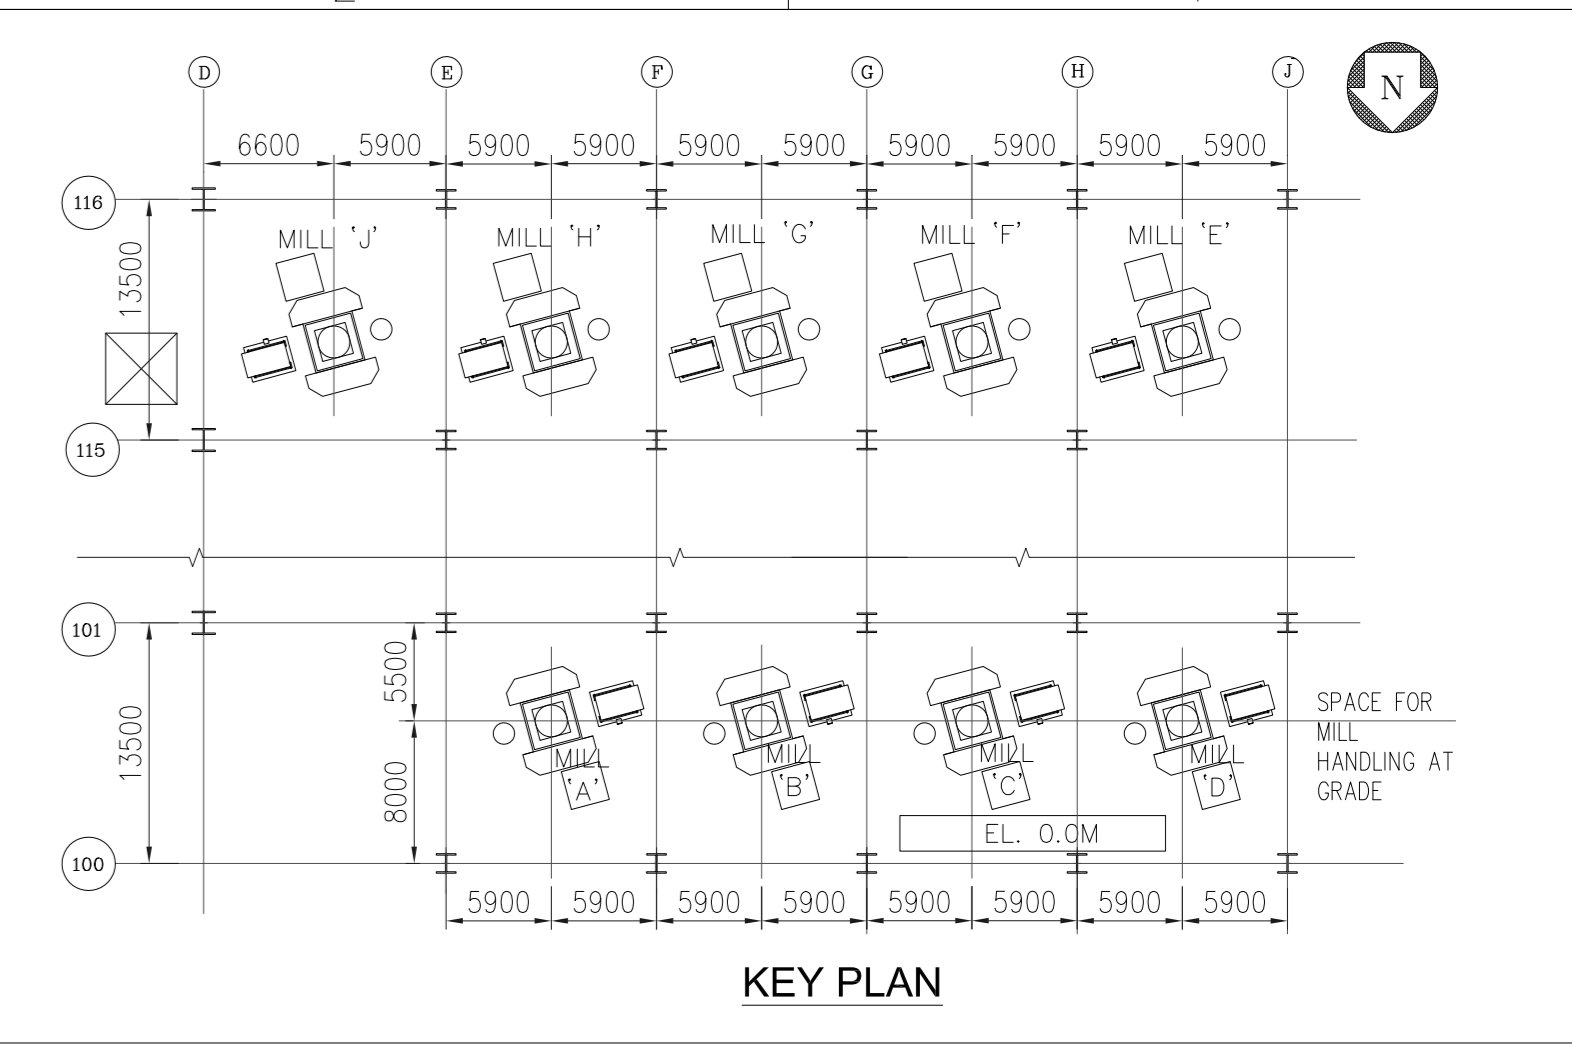 D E F G H J
N
6600 5900 5900 5900 5900 5900 5900 5900 5900 5900
116
MILL 'J' MILL 'H' MILL 'G' MILL 'F' MILL 'E'
13500
115
101
5500
13500
8000
SPACE FOR
MILL
HANDLING AT
GRADE
MILL MILL MILL MILL
'A' 'B' 'C' 'D'
EL. 0.0M
100
5900 5900 5900 5900 5900 5900 5900 5900
KEY PLAN